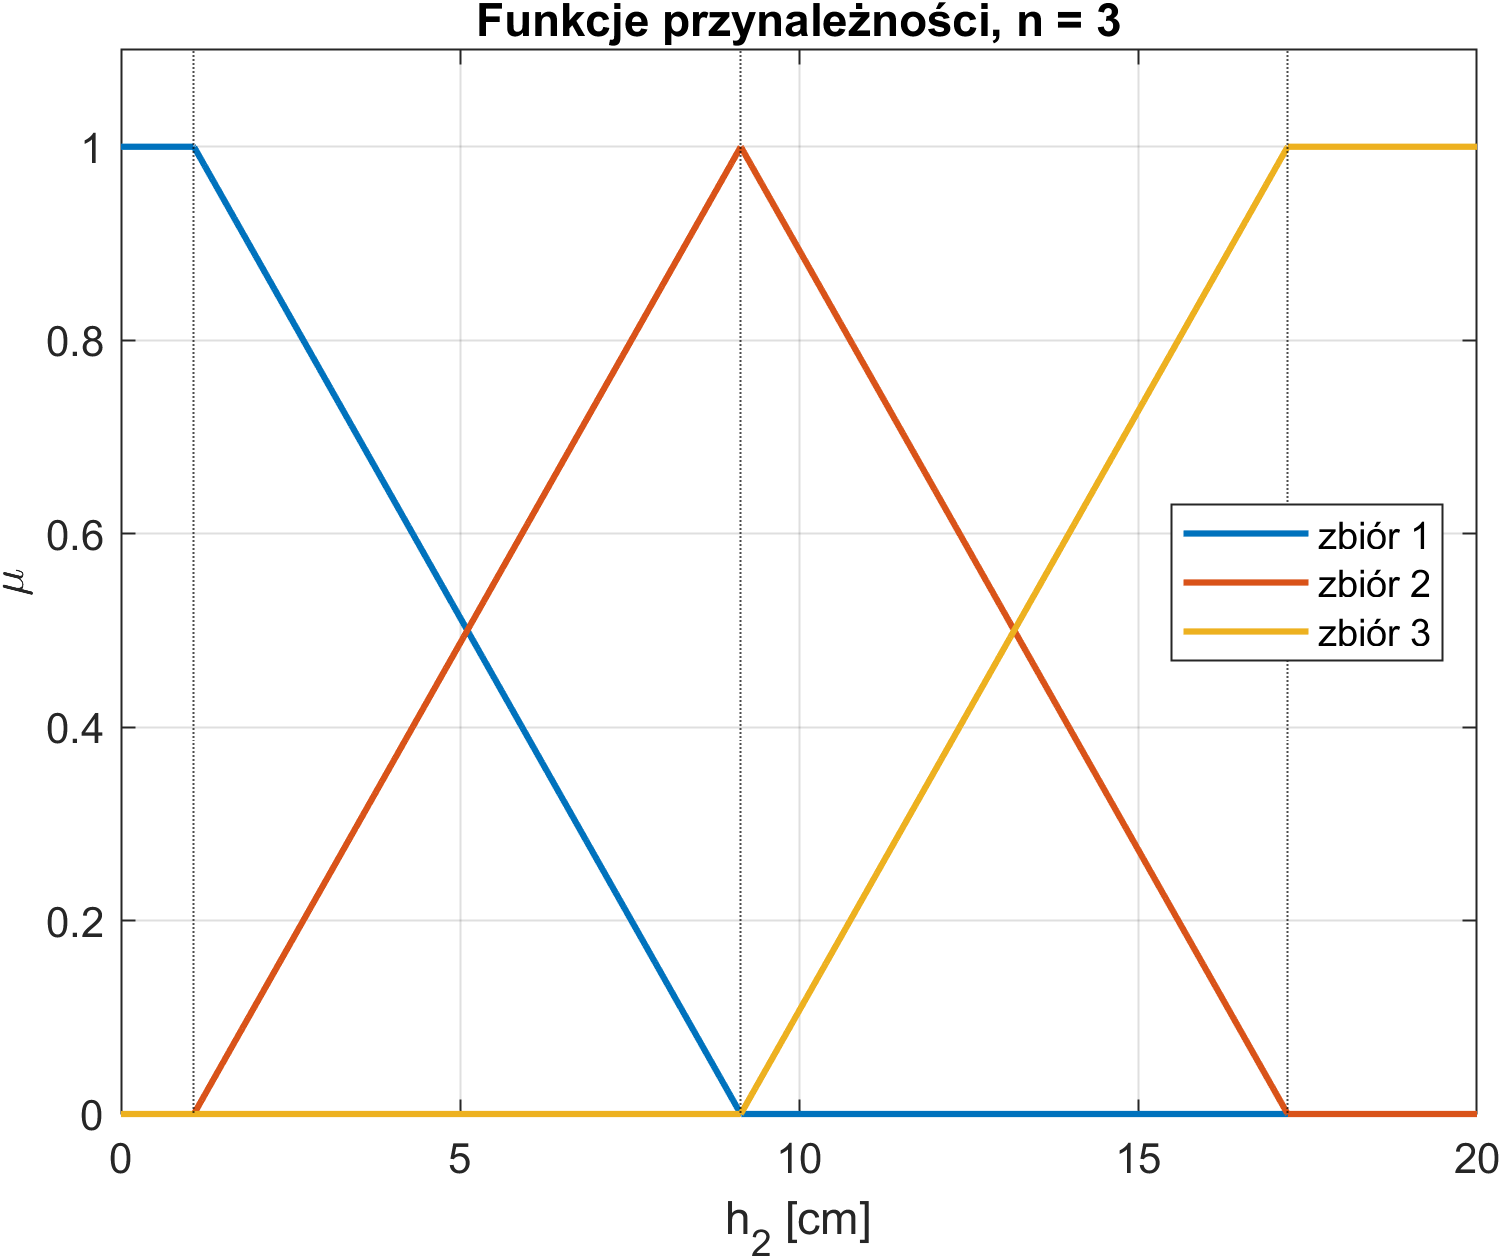 Funkcje przynależności, n = 3
1
0.8
0.6
0.4
0.2
0
μ
zbiór 1
zbiór 2
zbiór 3
0 5 10 15 20
h₂ [cm]